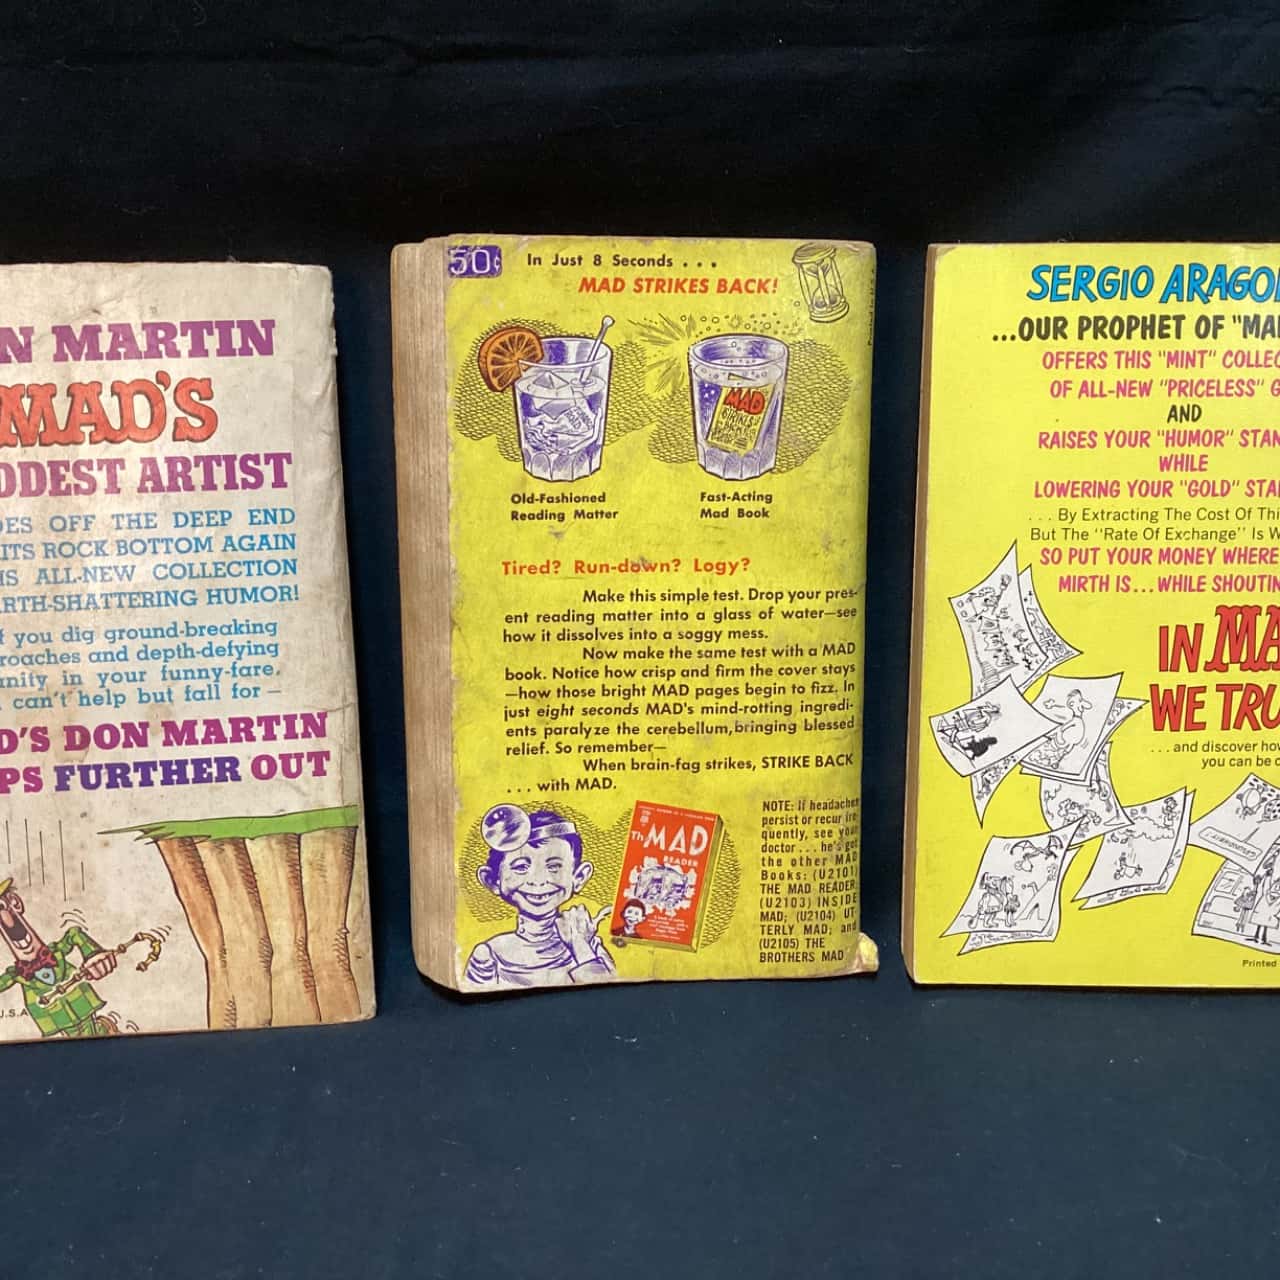 N MARTIN
MAD'S
DDEST ARTIST
OES OFF THE DEEP END
ITS ROCK BOTTOM AGAIN
IS ALL-NEW COLLECTION
ARTH-SHATTERING HUMOR!
f you dig ground-breaking
roaches and depth-defying
nity in your funny-fare,
can't help but fall for —
D'S DON MARTIN
PS FURTHER OUT
U.S.A.
50¢
In Just 8 Seconds . . .
MAD STRIKES BACK!
Printed in U.S.A.
MAD
STRIKES
Old-Fashioned
Reading Matter
Fast-Acting
Mad Book
Tired? Run-down? Logy?
Make this simple test. Drop your pres-
ent reading matter into a glass of water—see
how it dissolves into a soggy mess.
Now make the same test with a MAD
book. Notice how crisp and firm the cover stays
—how those bright MAD pages begin to fizz. In
just eight seconds MAD's mind-rotting ingredi-
ents paralyze the cerebellum, bringing blessed
relief. So remember—
When brain-fag strikes, STRIKE BACK
. . . with MAD.
The MAD
READER
NOTE: If headaches
persist or recur fre-
quently, see your
doctor . . . he's got
the other MAD
Books: (U2101)
THE MAD READER;
(U2103) INSIDE
MAD; (U2104) UT-
TERLY MAD; and
(U2105) THE
BROTHERS MAD
SERGIO ARAGO
...OUR PROPHET OF "MA
OFFERS THIS "MINT" COLLEC
OF ALL-NEW "PRICELESS" G
AND
RAISES YOUR "HUMOR" STAN
WHILE
LOWERING YOUR "GOLD" STA
. . . By Extracting The Cost Of Thi
But The "Rate Of Exchange" Is W
SO PUT YOUR MONEY WHERE
MIRTH IS...WHILE SHOUTIN
IN MA
WE TRU
...and discover how
you can be c
Printed